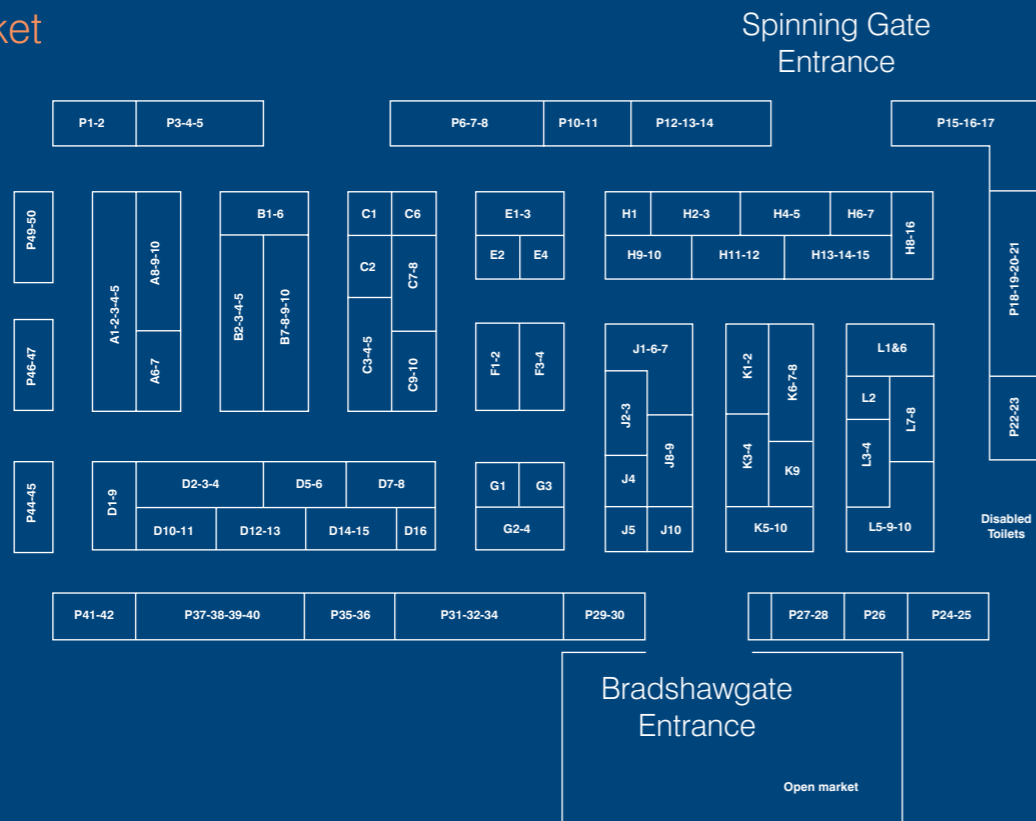 ket
Spinning Gate
Entrance
P1-2
P3-4-5
P6-7-8
P10-11
P12-13-14
P15-16-17
P49-50
A1-2-3-4-5
A8-9-10
A6-7
B1-6
B2-3-4-5
B7-8-9-10
C1
C6
C2
C7-8
C3-4-5
C9-10
E1-3
E2
E4
H1
H2-3
H4-5
H6-7
H8-16
H9-10
H11-12
H13-14-15
P18-19-20-21
P46-47
F1-2
F3-4
J1-6-7
J2-3
J8-9
J4
J5
J10
K1-2
K6-7-8
K3-4
K9
K5-10
L1&6
L2
L7-8
L3-4
L5-9-10
P22-23
P44-45
D1-9
D2-3-4
D5-6
D7-8
D10-11
D12-13
D14-15
D16
G1
G3
G2-4
Disabled
Toilets
P41-42
P37-38-39-40
P35-36
P31-32-34
P29-30
P27-28
P26
P24-25
Bradshawgate
Entrance
Open market